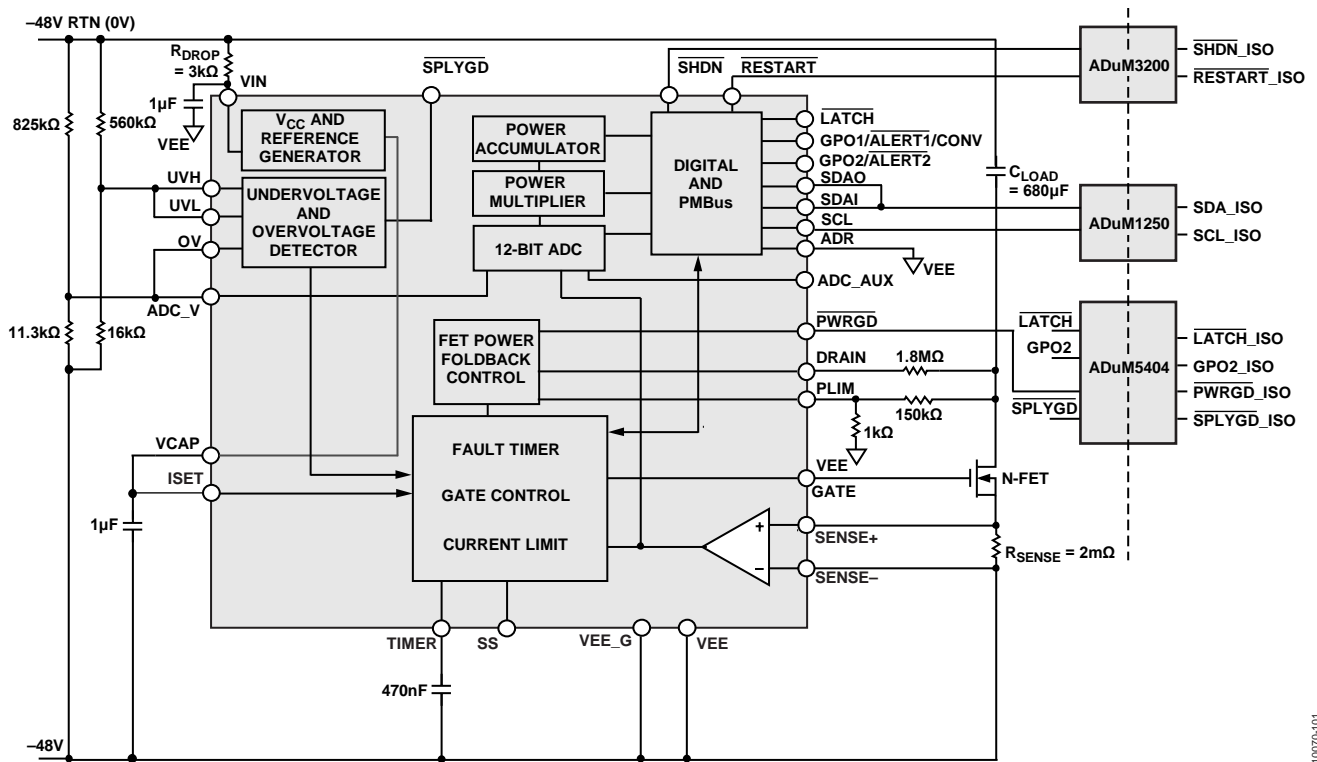 –48V RTN (0V)
RDROP
= 3kΩ
VIN
SPLYGD
SHDN
RESTART
ADuM3200
SHDN_ISO
RESTART_ISO
1µF
VEE
825kΩ
560kΩ
VCC AND
REFERENCE
GENERATOR
POWER
ACCUMULATOR
POWER
MULTIPLIER
12-BIT ADC
DIGITAL
AND
PMBus
LATCH
GPO1/ALERT1/CONV
GPO2/ALERT2
SDAO
SDAI
SCL
ADR
VEE
ADC_AUX
CLOAD
= 680µF
ADuM1250
SDA_ISO
SCL_ISO
UVH
UVL
OV
ADC_V
UNDERVOLTAGE
AND
OVERVOLTAGE
DETECTOR
11.3kΩ
16kΩ
FET POWER
FOLDBACK
CONTROL
PWRGD
DRAIN
PLIM
1.8MΩ
150kΩ
1kΩ
LATCH
GPO2
SPLYGD
ADuM5404
LATCH_ISO
GPO2_ISO
PWRGD_ISO
SPLYGD_ISO
VCAP
ISET
1µF
FAULT TIMER
GATE CONTROL
CURRENT LIMIT
VEE
GATE
N-FET
+
–
SENSE+
SENSE–
RSENSE = 2mΩ
TIMER
SS
VEE_G
VEE
470nF
–48V
10070-101